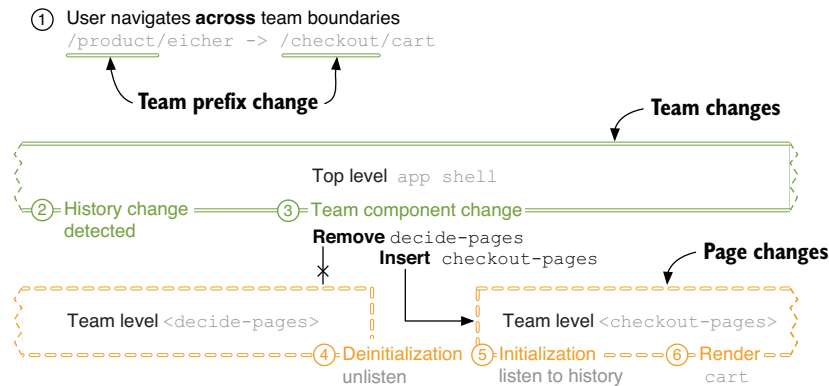 1 User navigates across team boundaries
/product/eicher -> /checkout/cart
Team prefix change
Team changes
Top level app shell
2 History change detected
3 Team component change
Remove decide-pages
Insert checkout-pages
Page changes
Team level <decide-pages>
Team level <checkout-pages>
4 Deinitialization
unlisten
5 Initialization
listen to history
6 Render
cart